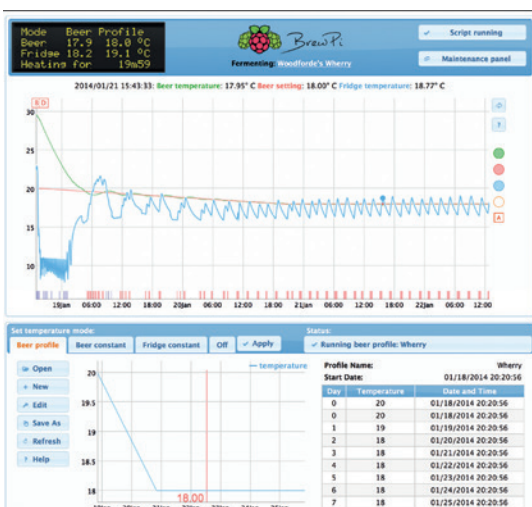 Mode Beer Profile
Beer 17.9 18.0 °C
Fridge 18.2 19.1 °C
Heating for 19m59
BrewPi
Fermenting: Woodforde's Wherry
Script running
Maintenance panel
2014/01/21 15:43:33: Beer temperature: 17.95° C Beer setting: 18.00° C Fridge temperature: 18.77° C
E D
30
25
20
15
10
?
A
19Jan 06:00 12:00 18:00 20Jan 06:00 12:00 18:00 21Jan 06:00 12:00 18:00 22Jan 06:00 12:00
Set temperature mode:
Status:
Beer profile Beer constant Fridge constant Off Apply
Running beer profile: Wherry
Open
New
Edit
Save As
Refresh
? Help
temperature
20
19.5
19
18.5
18
18.00
Profile Name: Wherry
Start Date: 01/18/2014 20:20:56
Day Temperature Date and Time
0 20 01/18/2014 20:20:56
0 20 01/18/2014 20:20:56
1 19 01/19/2014 20:20:56
2 18 01/20/2014 20:20:56
3 18 01/21/2014 20:20:56
4 18 01/22/2014 20:20:56
5 18 01/23/2014 20:20:56
6 18 01/24/2014 20:20:56
7 18 01/25/2014 20:20:56